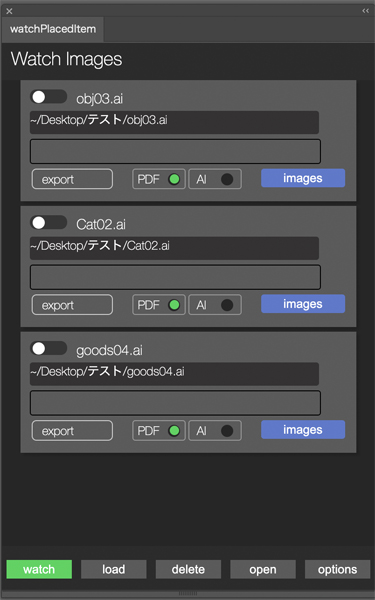 watchPlacedItem
Watch Images
obj03.ai
~/Desktop/テスト/obj03.ai
export PDF AI images
Cat02.ai
~/Desktop/テスト/Cat02.ai
export PDF AI images
goods04.ai
~/Desktop/テスト/goods04.ai
export PDF AI images
watch load delete open options